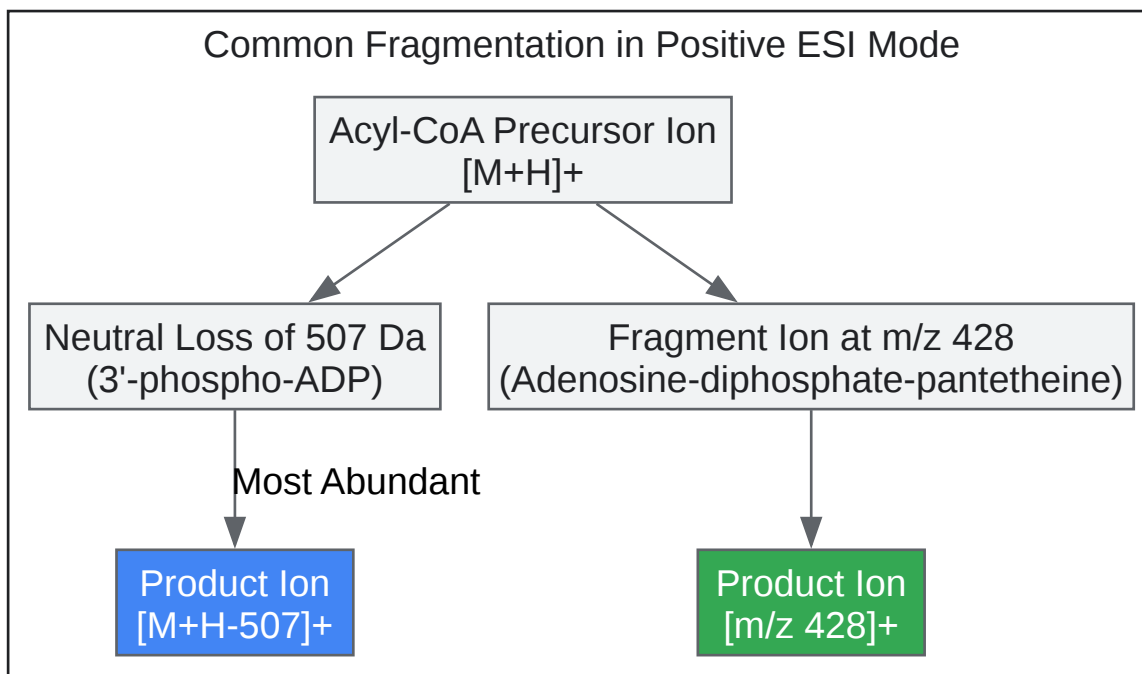 Common Fragmentation in Positive ESI Mode
Acyl-CoA Precursor Ion
[M+H]+
Neutral Loss of 507 Da
(3'-phospho-ADP)
Fragment Ion at m/z 428
(Adenosine-diphosphate-pantetheine)
Most Abundant
Product Ion
[M+H-507]+
Product Ion
[m/z 428]+